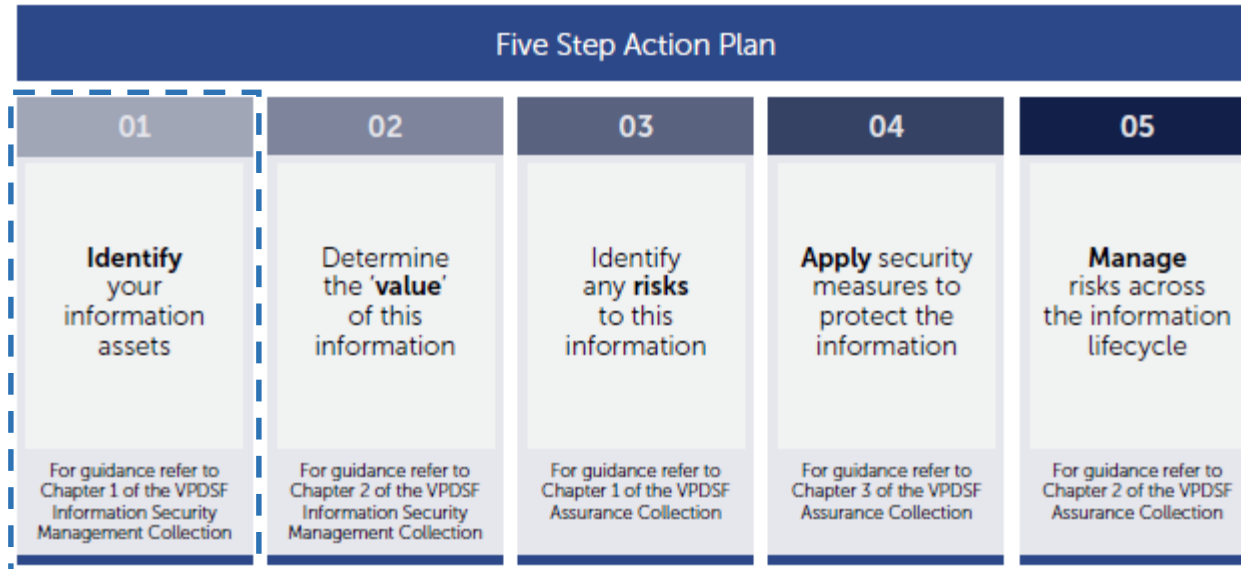 Five Step Action Plan
01
Identify
your
information
assets
For guidance refer to
Chapter 1 of the VPDSF
Information Security
Management Collection
02
Determine
the ‘value’
of this
information
For guidance refer to
Chapter 2 of the VPDSF
Information Security
Management Collection
03
Identify
any risks
to this
information
For guidance refer to
Chapter 1 of the VPDSF
Assurance Collection
04
Apply security
measures to
protect the
information
For guidance refer to
Chapter 3 of the VPDSF
Assurance Collection
05
Manage
risks across
the information
lifecycle
For guidance refer to
Chapter 2 of the VPDSF
Assurance Collection